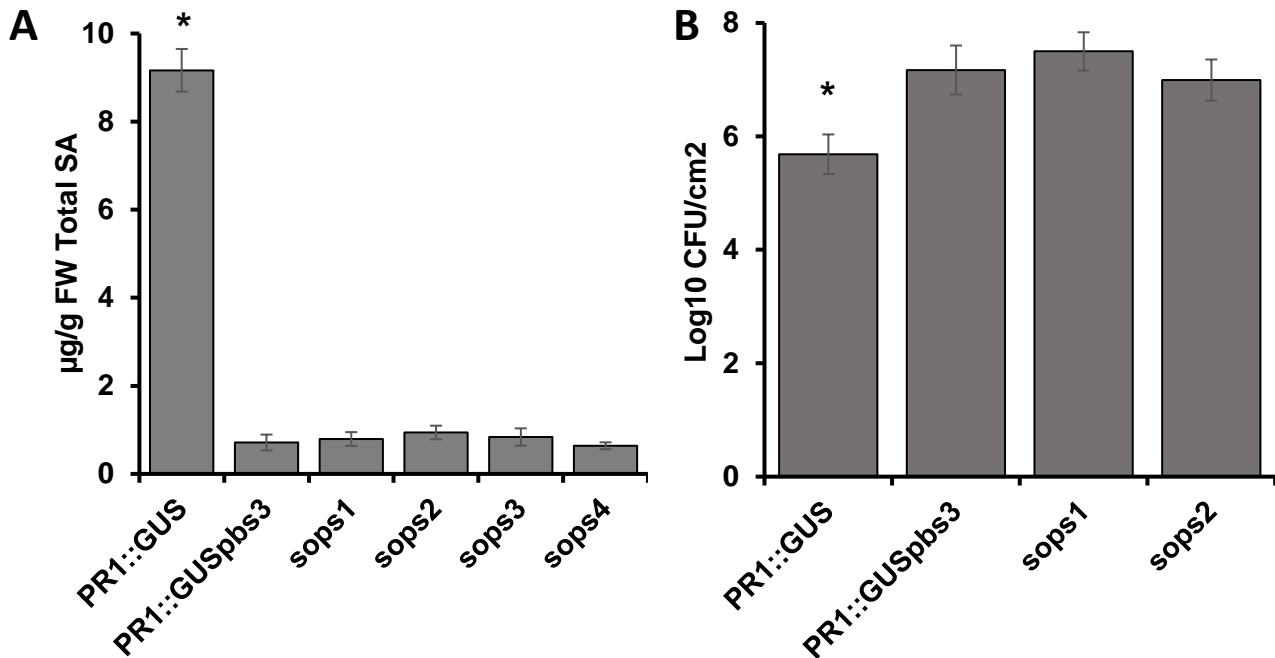 A
*
10
8
6
4
2
0
µg/g FW Total SA
PR1::GUS
PR1::GUSpbs3
sops1
sops2
sops3
sops4
B
*
8
6
4
2
0
Log10 CFU/cm2
PR1::GUS
PR1::GUSpbs3
sops1
sops2